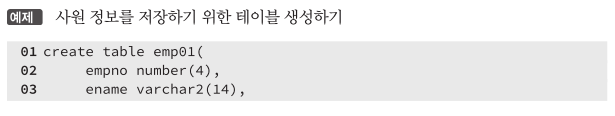 예제 사원 정보를 저장하기 위한 테이블 생성하기
01 create table emp01(
02 empno number(4),
03 ename varchar2(14),